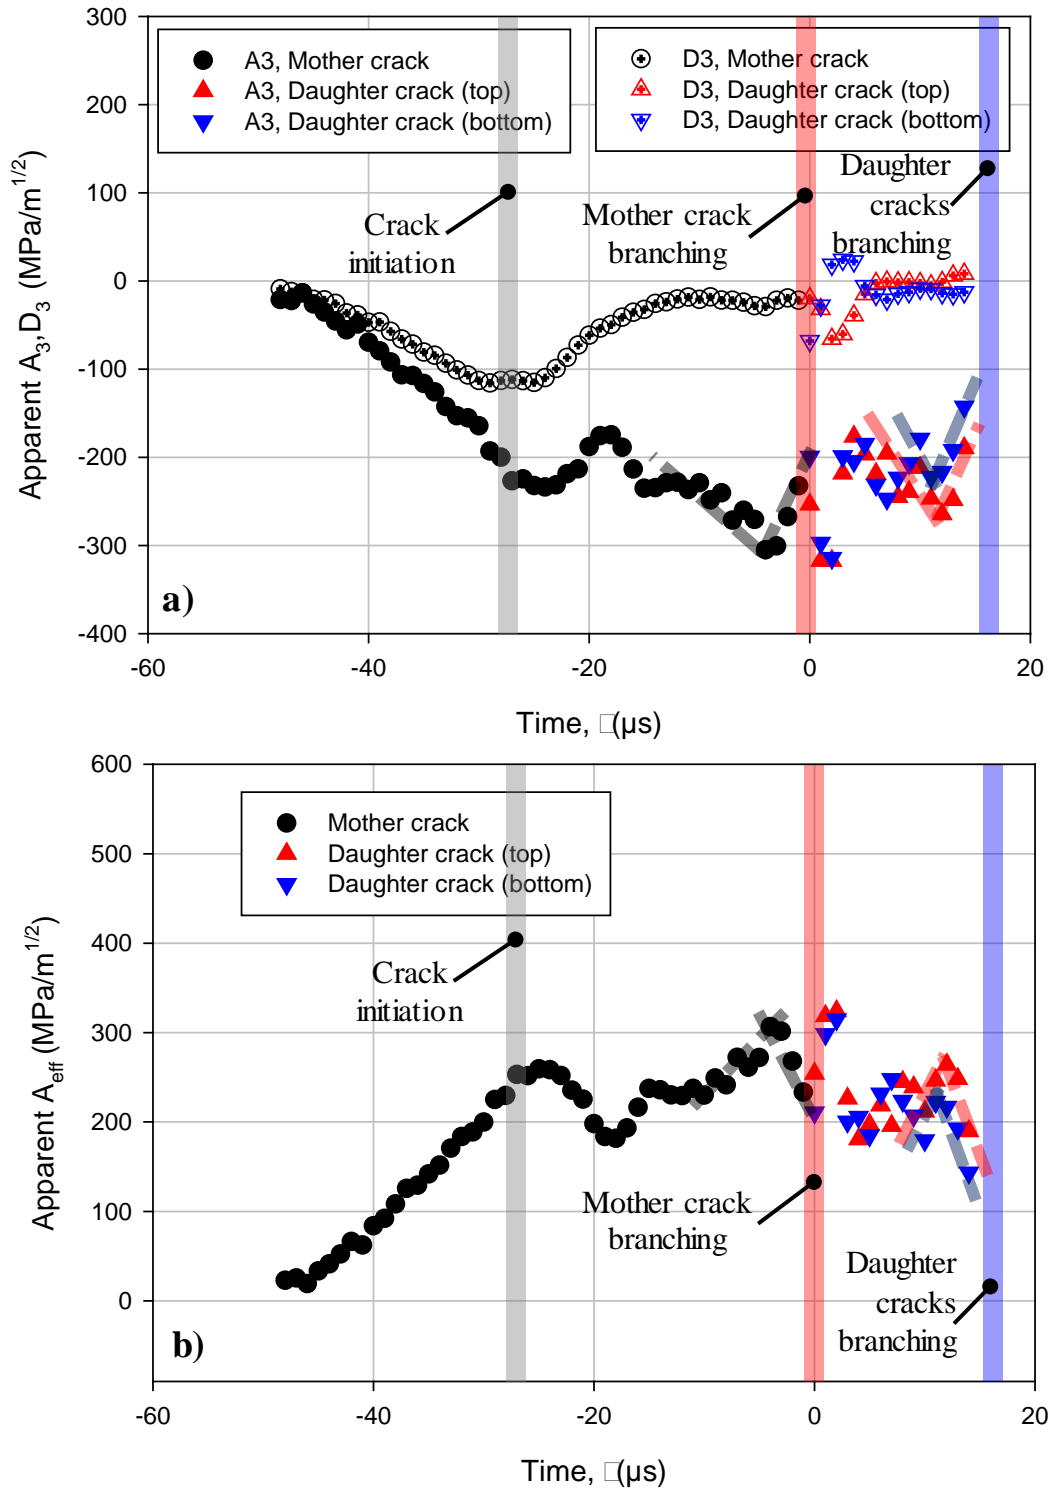 300
200
100
0
-100
-200
-300
-400
Apparent A3, D3 (MPa/m1/2)
A3, Mother crack
A3, Daughter crack (top)
A3, Daughter crack (bottom)
D3, Mother crack
D3, Daughter crack (top)
D3, Daughter crack (bottom)
Crack
initiation
Mother crack
branching
Daughter
cracks
branching
a)
-60 -40 -20 0 20
Time, □(µs)
600
500
400
300
200
100
0
Apparent Aeff (MPa/m1/2)
Mother crack
Daughter crack (top)
Daughter crack (bottom)
Crack
initiation
Mother crack
branching
Daughter
cracks
branching
b)
-60 -40 -20 0 20
Time, □(µs)